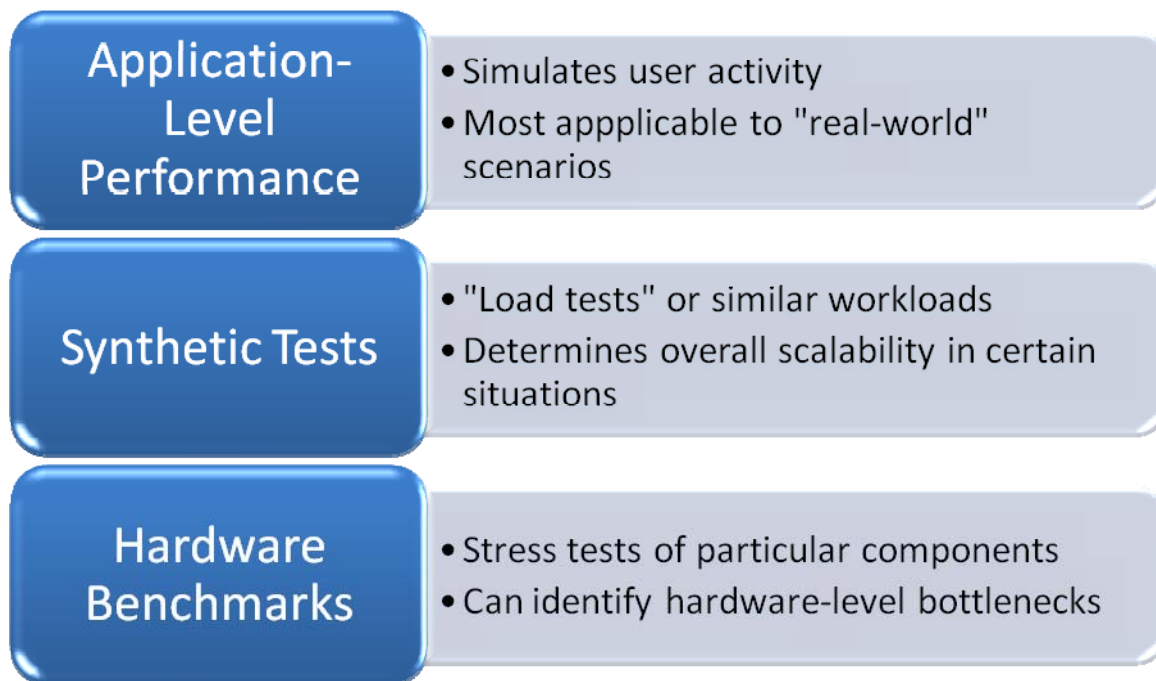 Application-
Level
Performance
• Simulates user activity
• Most appplicable to "real-world"
scenarios
Synthetic Tests
• "Load tests" or similar workloads
• Determines overall scalability in certain
situations
Hardware
Benchmarks
• Stress tests of particular components
• Can identify hardware-level bottlenecks